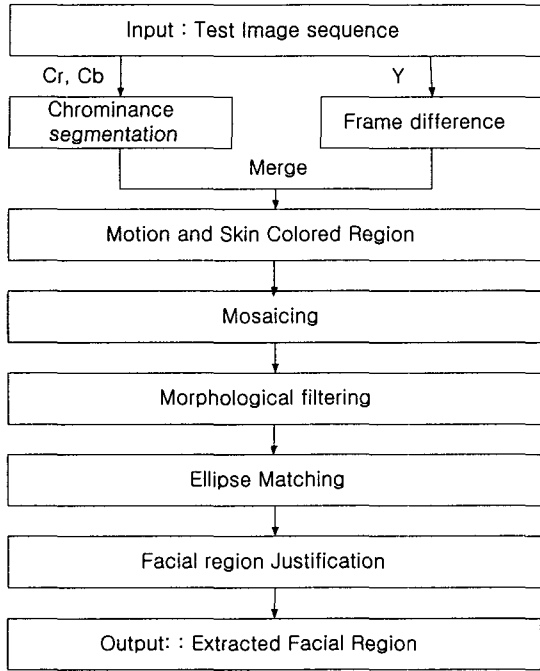 Input : Test Image sequence
Cr, Cb
Y
Chrominance
segmentation
Frame difference
Merge
Motion and Skin Colored Region
Mosaicing
Morphological filtering
Ellipse Matching
Facial region Justification
Output: : Extracted Facial Region